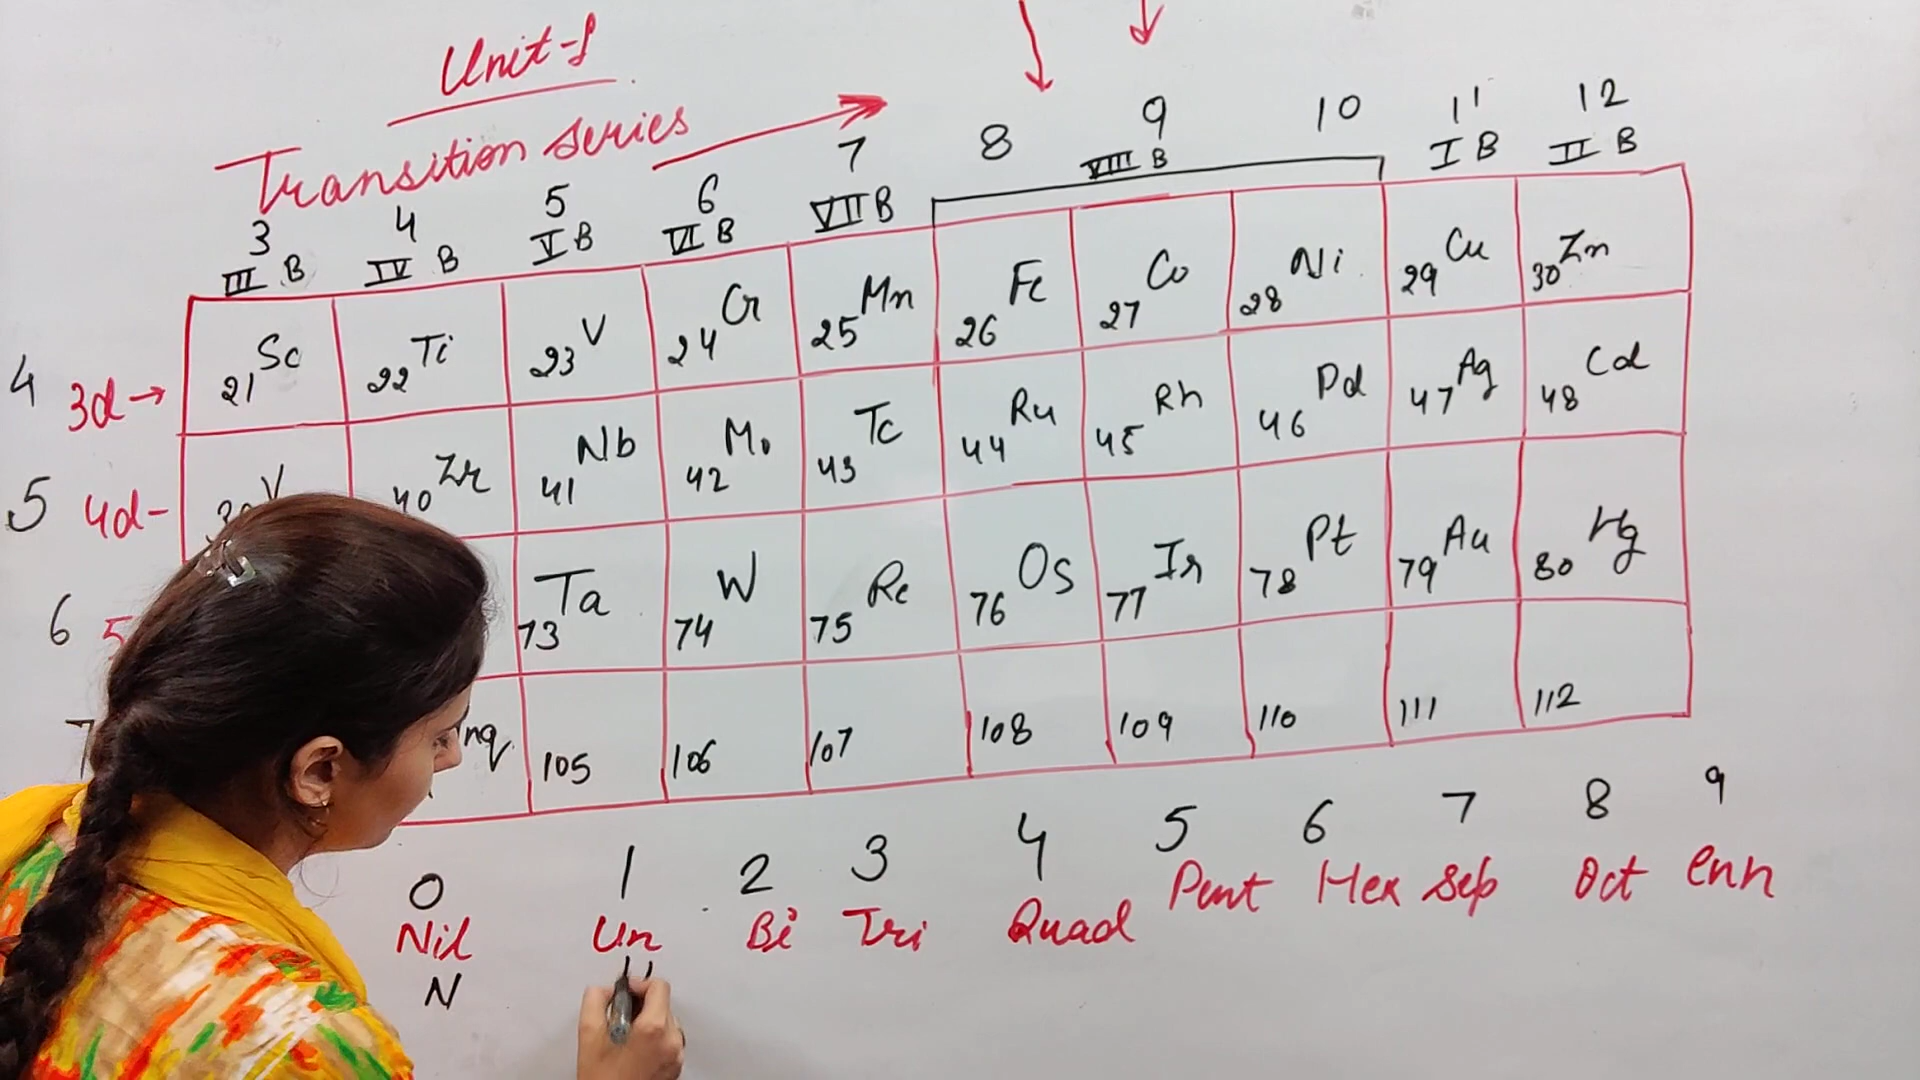 Unit-I
Transition series
3 4 5 6 7 8 9 10 11 12
III B IV B V B VI B VII B VIII B I B II B
4 3d → 21 Sc 22 Ti 23 V 24 Cr 25 Mn 26 Fe 27 Co 28 Ni 29 Cu 30 Zn
5 4d- 39 Y 40 Zr 41 Nb 42 Mo 43 Tc 44 Ru 45 Rh 46 Pd 47 Ag 48 Cd
6 5 73 Ta 74 W 75 Re 76 Os 77 Ir 78 Pt 79 Au 80 Hg
7 nq 105 106 107 108 109 110 111 112
0 1 2 3 4 5 6 7 8 9
Nil Un Bi Tri Quad Pent Hex Sep Oct enn
N